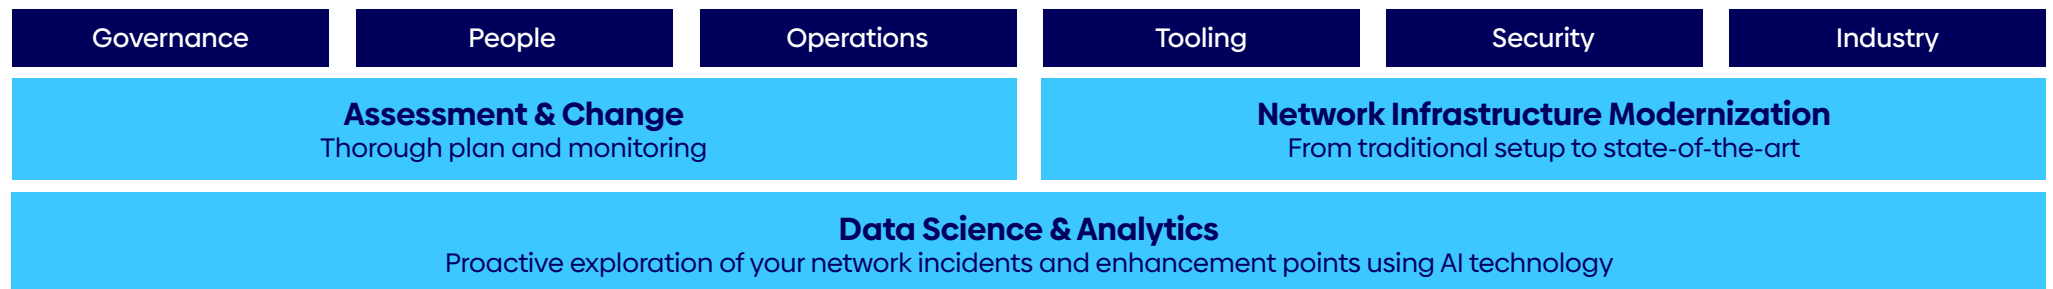 Governance
People
Operations
Tooling
Security
Industry
Assessment & Change
Thorough plan and monitoring
Network Infrastructure Modernization
From traditional setup to state-of-the-art
Data Science & Analytics
Proactive exploration of your network incidents and enhancement points using AI technology